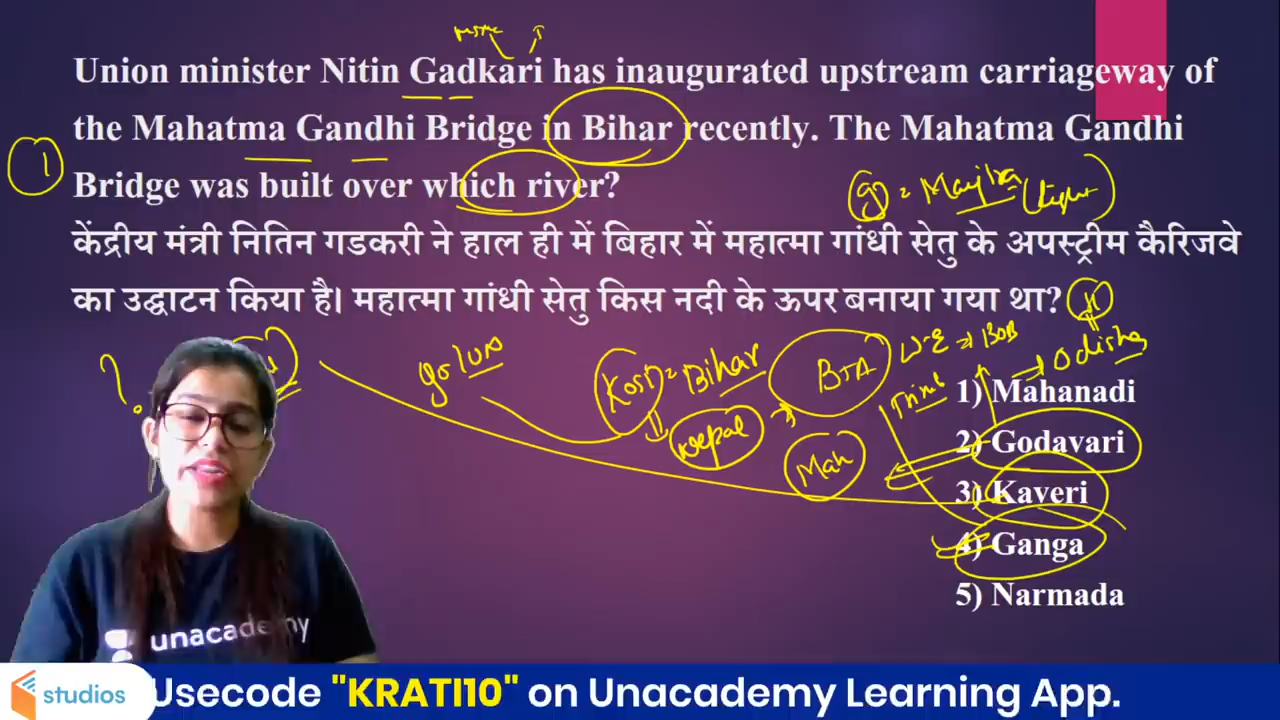 Union minister Nitin Gadkari has inaugurated upstream carriageway of
the Mahatma Gandhi Bridge in Bihar recently. The Mahatma Gandhi
1
Bridge was built over which river?
केंद्रीय मंत्री नितिन गडकरी ने हाल ही में बिहार में महात्मा गांधी सेतु के अपस्ट्रीम कैरिजवे
का उद्घाटन किया है। महात्मा गांधी सेतु किस नदी के ऊपर बनाया गया था?
?
Kosi = Bihar
Nepal
Mah
→ Odisha
1) Mahanadi
2) Godavari
3) Kaveri
4) Ganga
5) Narmada
unacademy
studios
Usecode "KRATI10" on Unacademy Learning App.